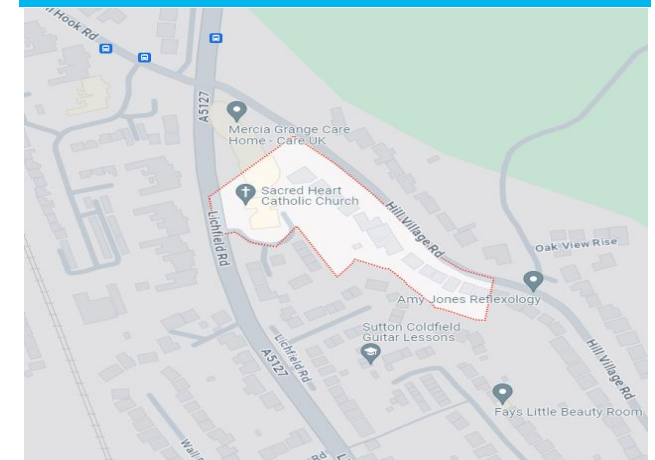 Hook Rd
A5127
Mercia Grange Care
Home - Care UK
Sacred Heart
Catholic Church
Lichfield Rd
Hill Village Rd
Oak View Rise
Amy Jones Reflexology
Sutton Coldfield
Guitar Lessons
Lichfield Rd
A5127
Hill Village Rd
Fays Little Beauty Room
Rd